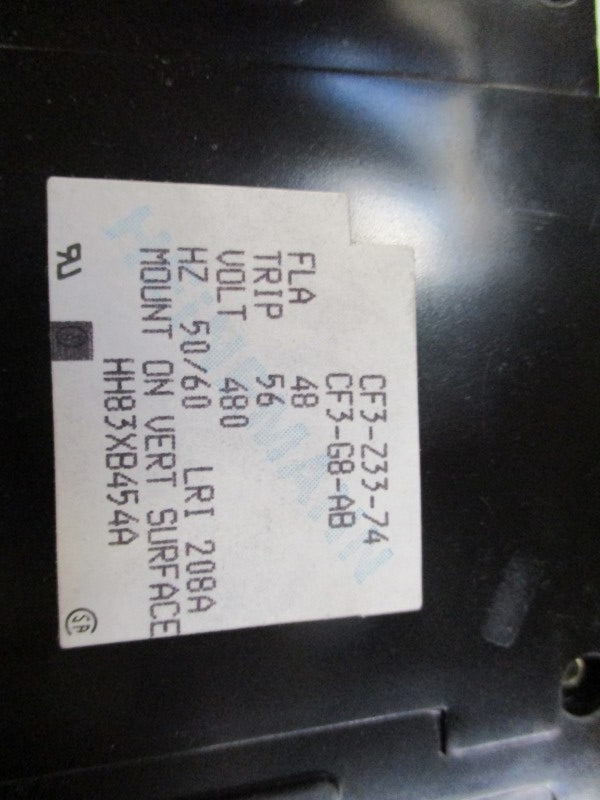 CF3-Z33-74
CF3-G8-AB
FLA 48
TRIP 56
VOLT 480
HZ 50/60 LRI 208A
MOUNT ON VERT SURFACE
HH83XB454A
SA